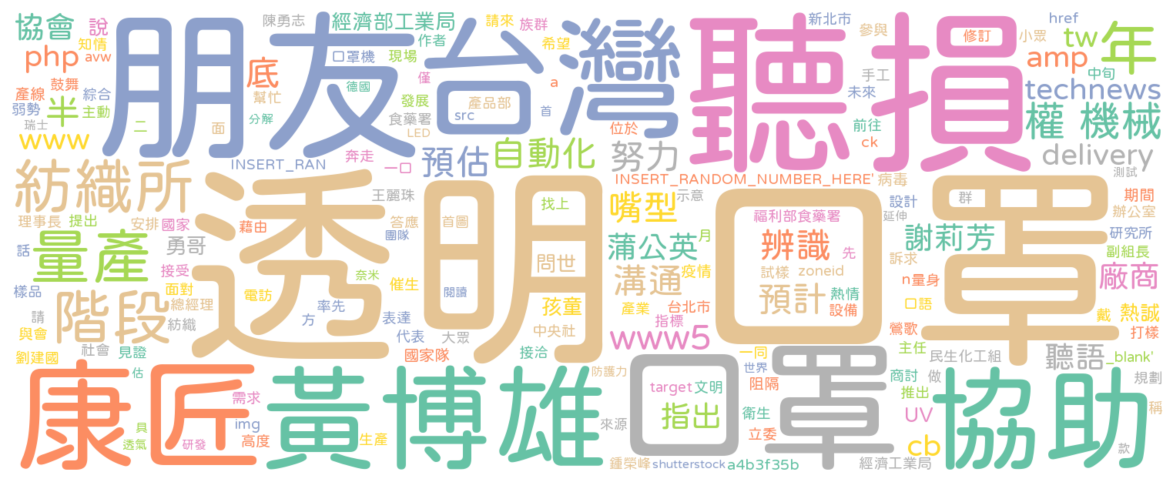 朋友
台灣
聽損
透明口罩
康匠
黃博雄
口罩
協助
紡織所
量產
階段
年
底
半
協會
說
php
知情
avw
陳勇志
經濟部工業局
請來
族群
作者
希望
口罩機
現場
鼓舞
產線
綜合
弱勢
主動
瑞士
www
二
幫忙
面
德國
僅
發展
食藥署
分解
LED
產品部
src
a
首
預估
自動化
奔走
一口
INSERT_RAN
位於
努力
INSERT_RANDOM_NUMBER_HERE'
病毒
新北市
參與
手工
未來
前往
ck
小眾
修訂
href
tw
amp
中旬
technews
權
機械
delivery
測試
王麗珠
示意
嘴型
理事長
提出
安排
國家
藉由
答應
團隊
首圖
找上
話
勇哥
接受
樣品
面對
總經理
電訪
奈米
催生
問世
閱讀
孩童
請
紡織
率先
方
表達
代表
大眾
中央社
與會
劉建國
社會
見證
估
國家隊
接洽
蒲公英
月
溝通
疫情
產業
台北市
指標
www5
福利部食藥署
辨識
先
試樣
zoneid
預計
熱情
設備
設計
延伸
群
謝莉芳
訴求
n量身
口語
鶯歌
期間
辦公室
研究所
副組長
廠商
戴
熱誠
打樣
主任
民生化工組
聽語
_blank'
規劃
商討
做
推出
稱
UV
cb
款
經濟工業局
一同
世界
阻隔
衛生
立委
防護力
target
文明
指出
來源
鍾榮峰
shutterstock
a4b3f35b
需求
img
高度
生產
具
透氣
研發